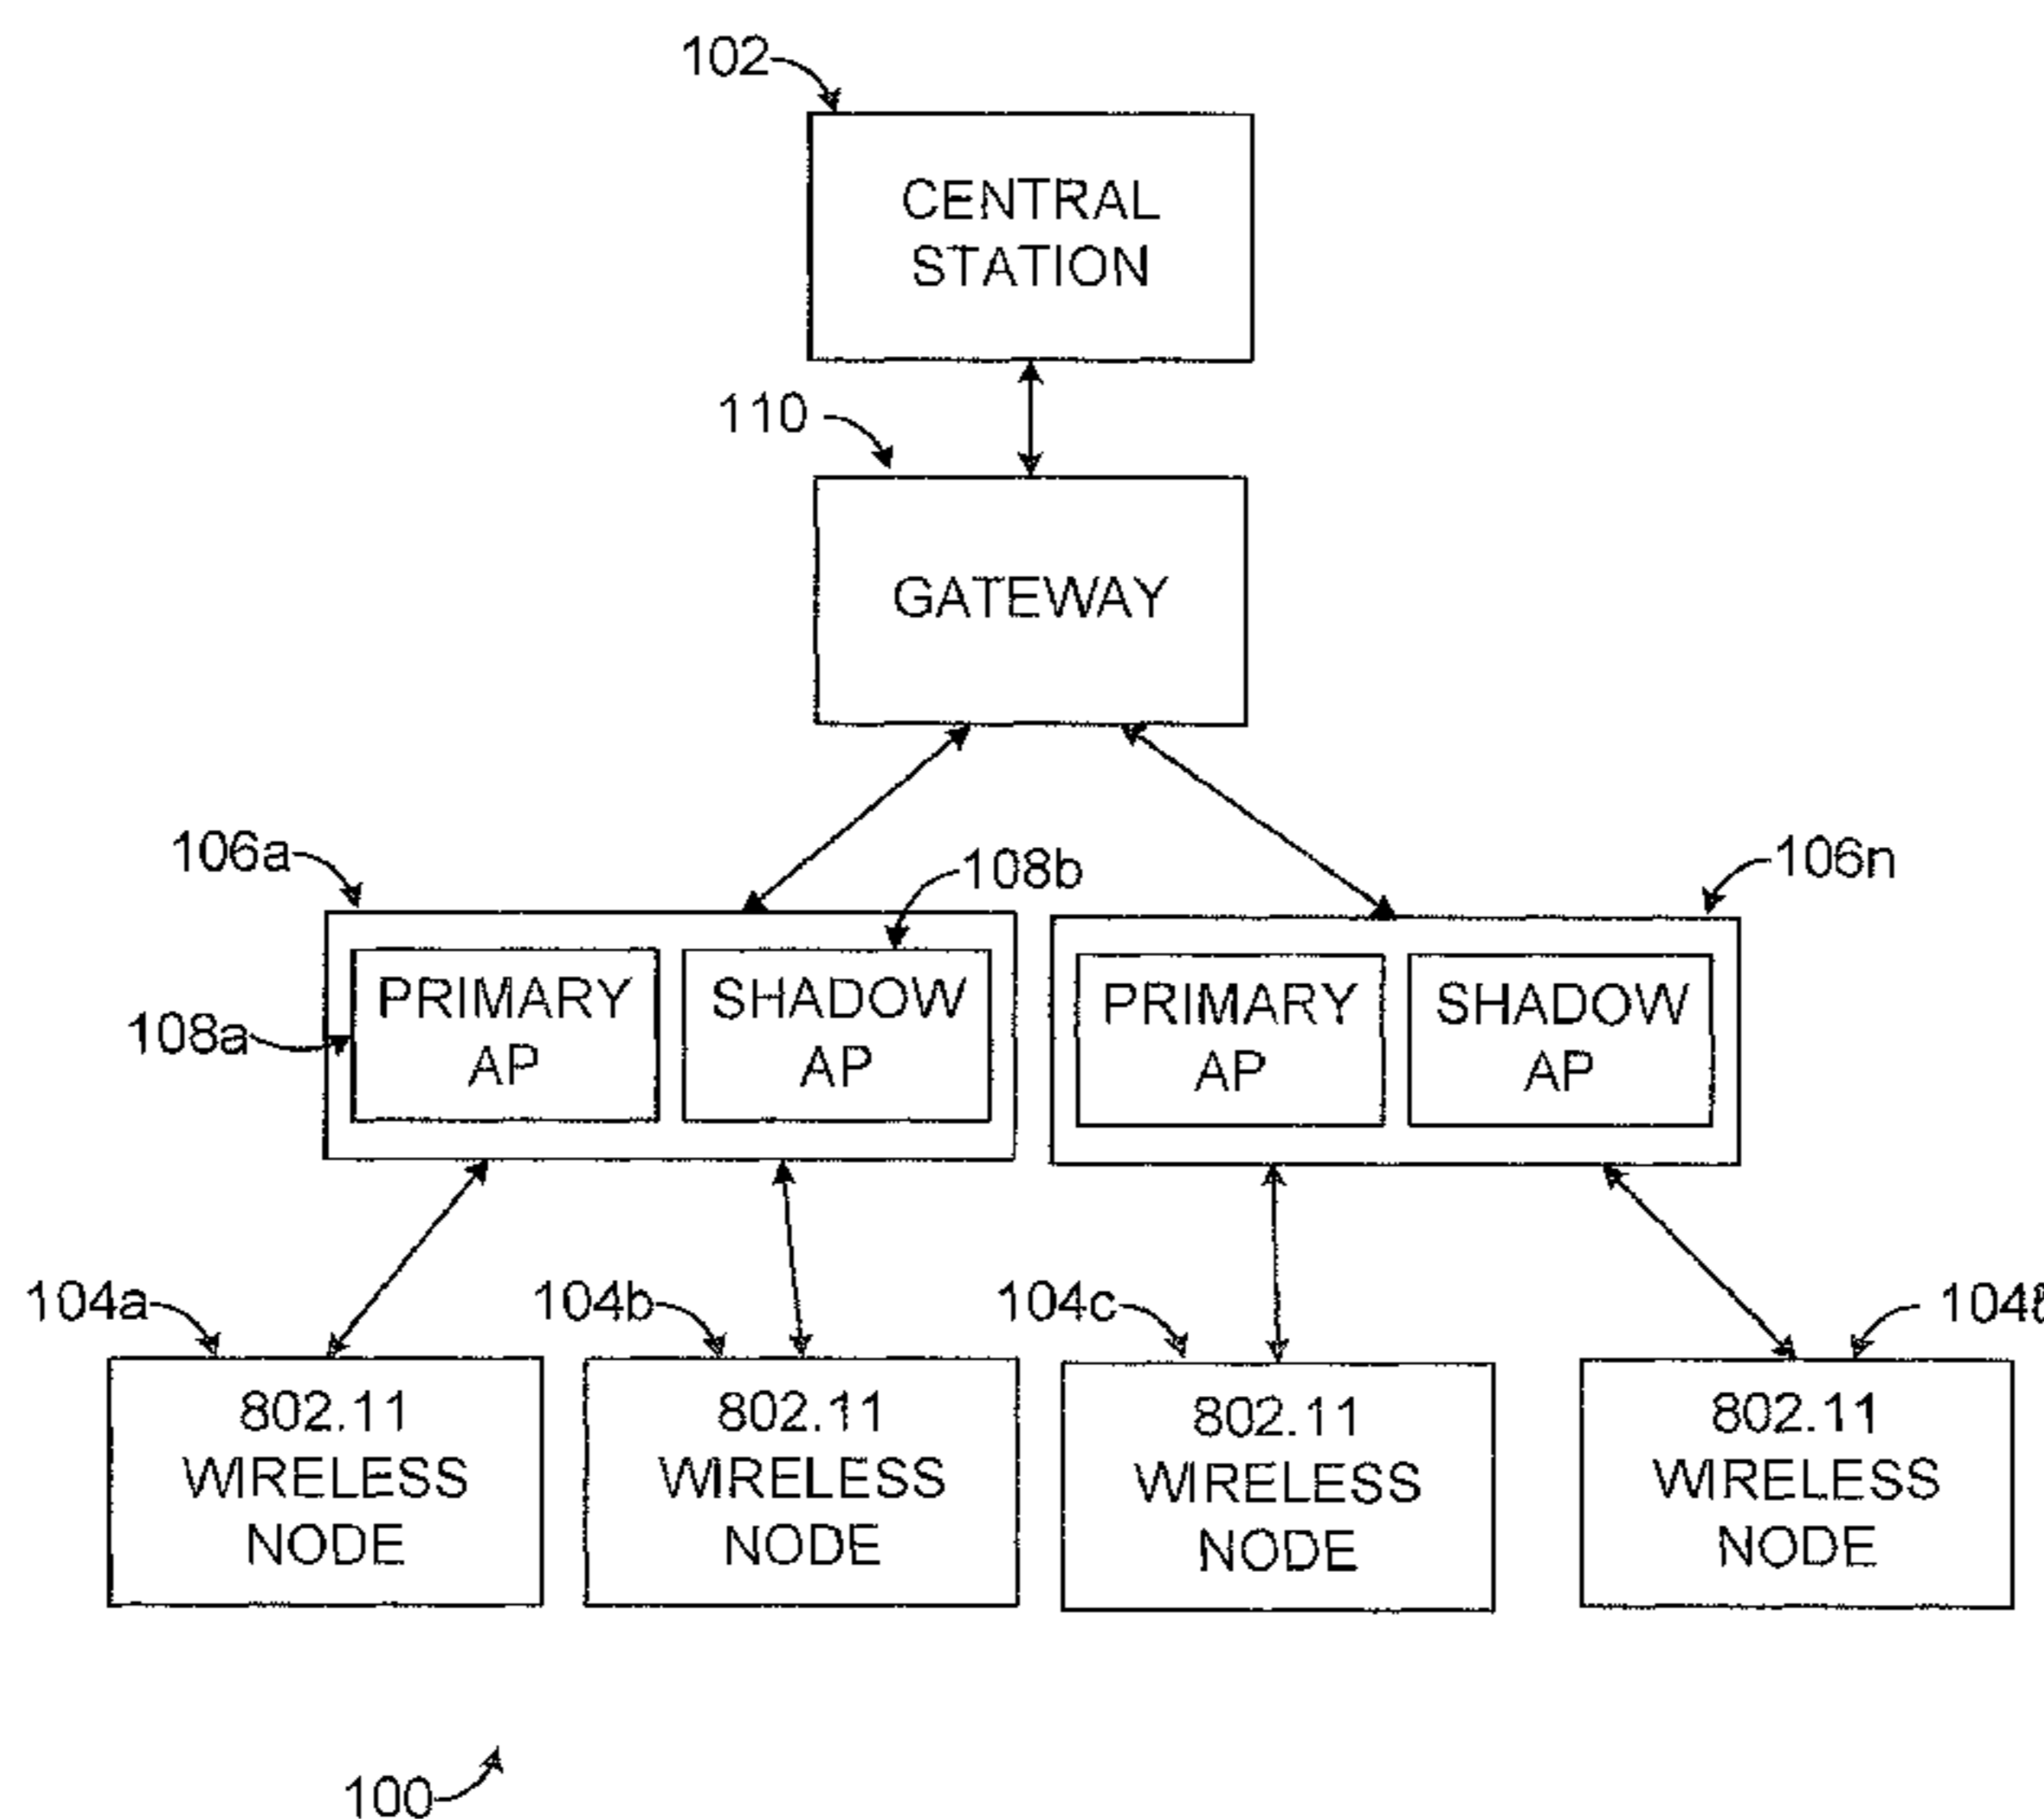 102
CENTRAL
STATION
110
GATEWAY
106a
108b
106n
108a
PRIMARY
AP
SHADOW
AP
PRIMARY
AP
SHADOW
AP
104a
104b
104c
104ℓ
802.11
WIRELESS
NODE
802.11
WIRELESS
NODE
802.11
WIRELESS
NODE
802.11
WIRELESS
NODE
100